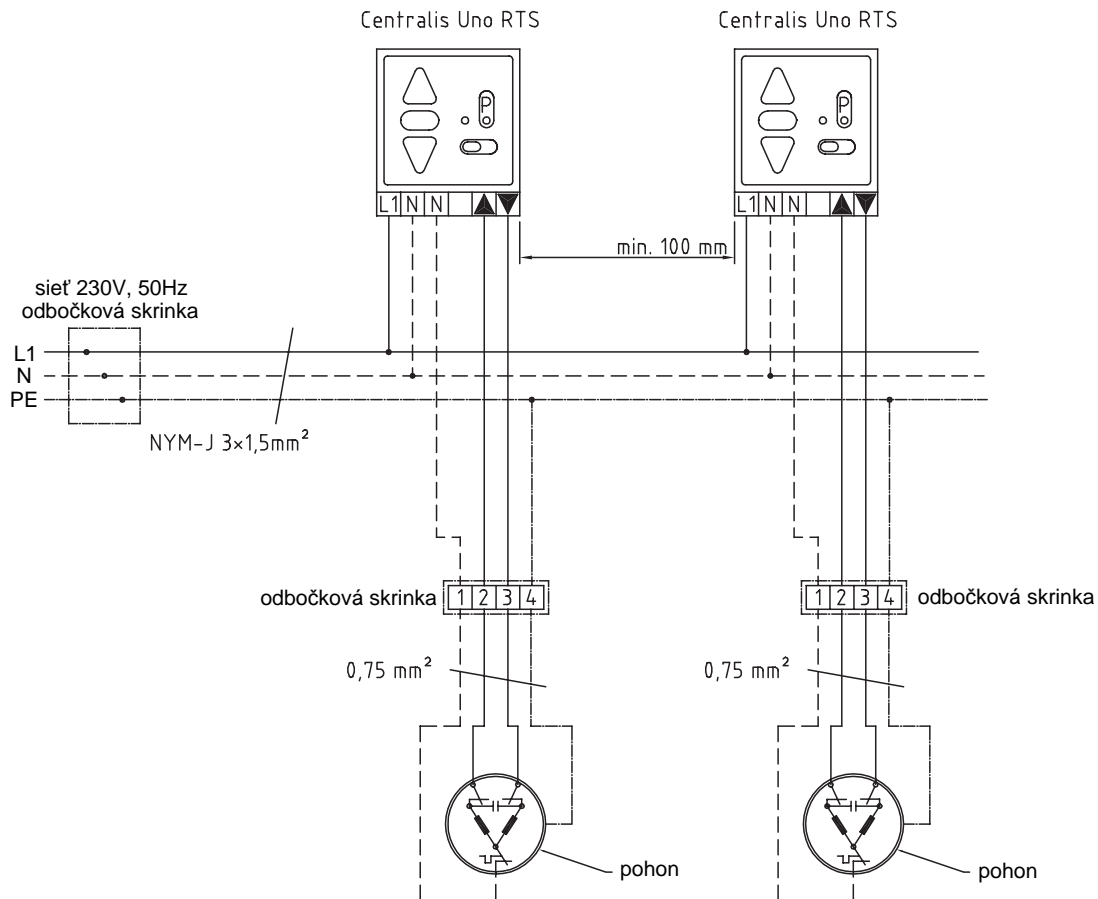 Centralis Uno RTS Centralis Uno RTS
P P
L1 N N L1 N N
min. 100 mm
sieť 230V, 50Hz
odbočková skrinka
L1
N
PE
NYM-J 3×1,5mm²
odbočková skrinka 1 2 3 4 1 2 3 4 odbočková skrinka
0,75 mm² 0,75 mm²
pohon pohon